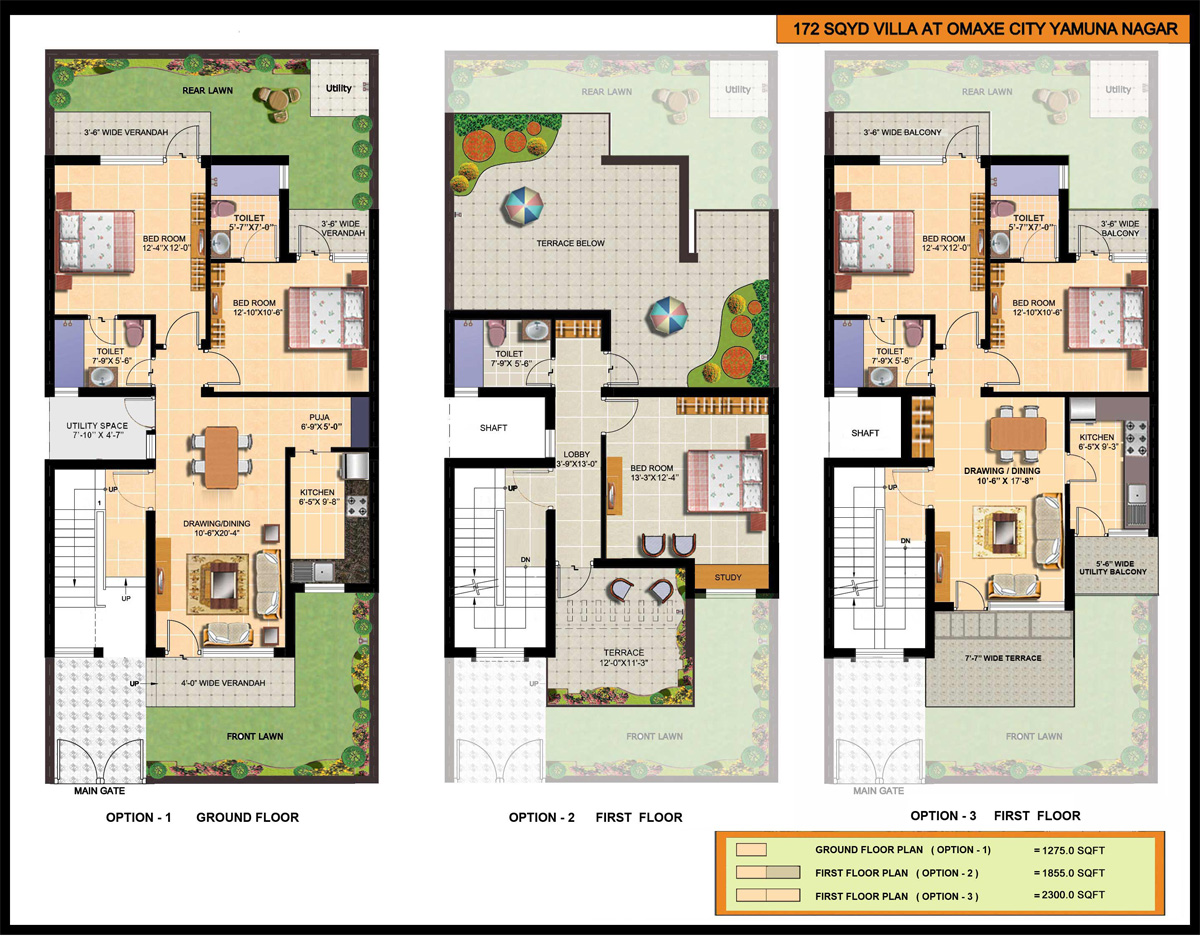 172 SQYD VILLA AT OMAXE CITY YAMUNA NAGAR
REAR LAWN
Utility
3'-6" WIDE VERANDAH
TOILET
5'-7"X7'-0"
3'-6" WIDE
VERANDAH
BED ROOM
12'-4"X12'-0"
BED ROOM
12'-10"X10'-6"
TOILET
7'-9"X 5'-6"
UTILITY SPACE
7'-10" X 4'-7"
PUJA
6'-9"X5'-0"
UP
1
KITCHEN
6'-5"X 9'-8"
DRAWING/DINING
10'-6"X20'-4"
UP
UP
4'-0" WIDE VERANDAH
FRONT LAWN
MAIN GATE
OPTION - 1 GROUND FLOOR
REAR LAWN
Utility
TERRACE BELOW
TOILET
7'-9"X 5'-6"
SHAFT
LOBBY
3'-9"X13'-0"
BED ROOM
13'-3"X12'-4"
UP
DN
STUDY
TERRACE
12'-0"X11'-3"
UP
FRONT LAWN
OPTION - 2 FIRST FLOOR
REAR LAWN
Utility
3'-6" WIDE BALCONY
TOILET
5'-7"X7'-0"
3'-6" WIDE
BALCONY
BED ROOM
12'-4"X12'-0"
BED ROOM
12'-10"X10'-6"
TOILET
7'-9"X 5'-6"
SHAFT
KITCHEN
6'-5"X 9'-3"
DRAWING / DINING
10'-6" X 17'-8"
UP
DN
5'-6" WIDE
UTILITY BALCONY
7'-7" WIDE TERRACE
FRONT LAWN
MAIN GATE
OPTION - 3 FIRST FLOOR
GROUND FLOOR PLAN ( OPTION - 1) = 1275.0 SQFT
FIRST FLOOR PLAN ( OPTION - 2 ) = 1855.0 SQFT
FIRST FLOOR PLAN ( OPTION - 3 ) = 2300.0 SQFT